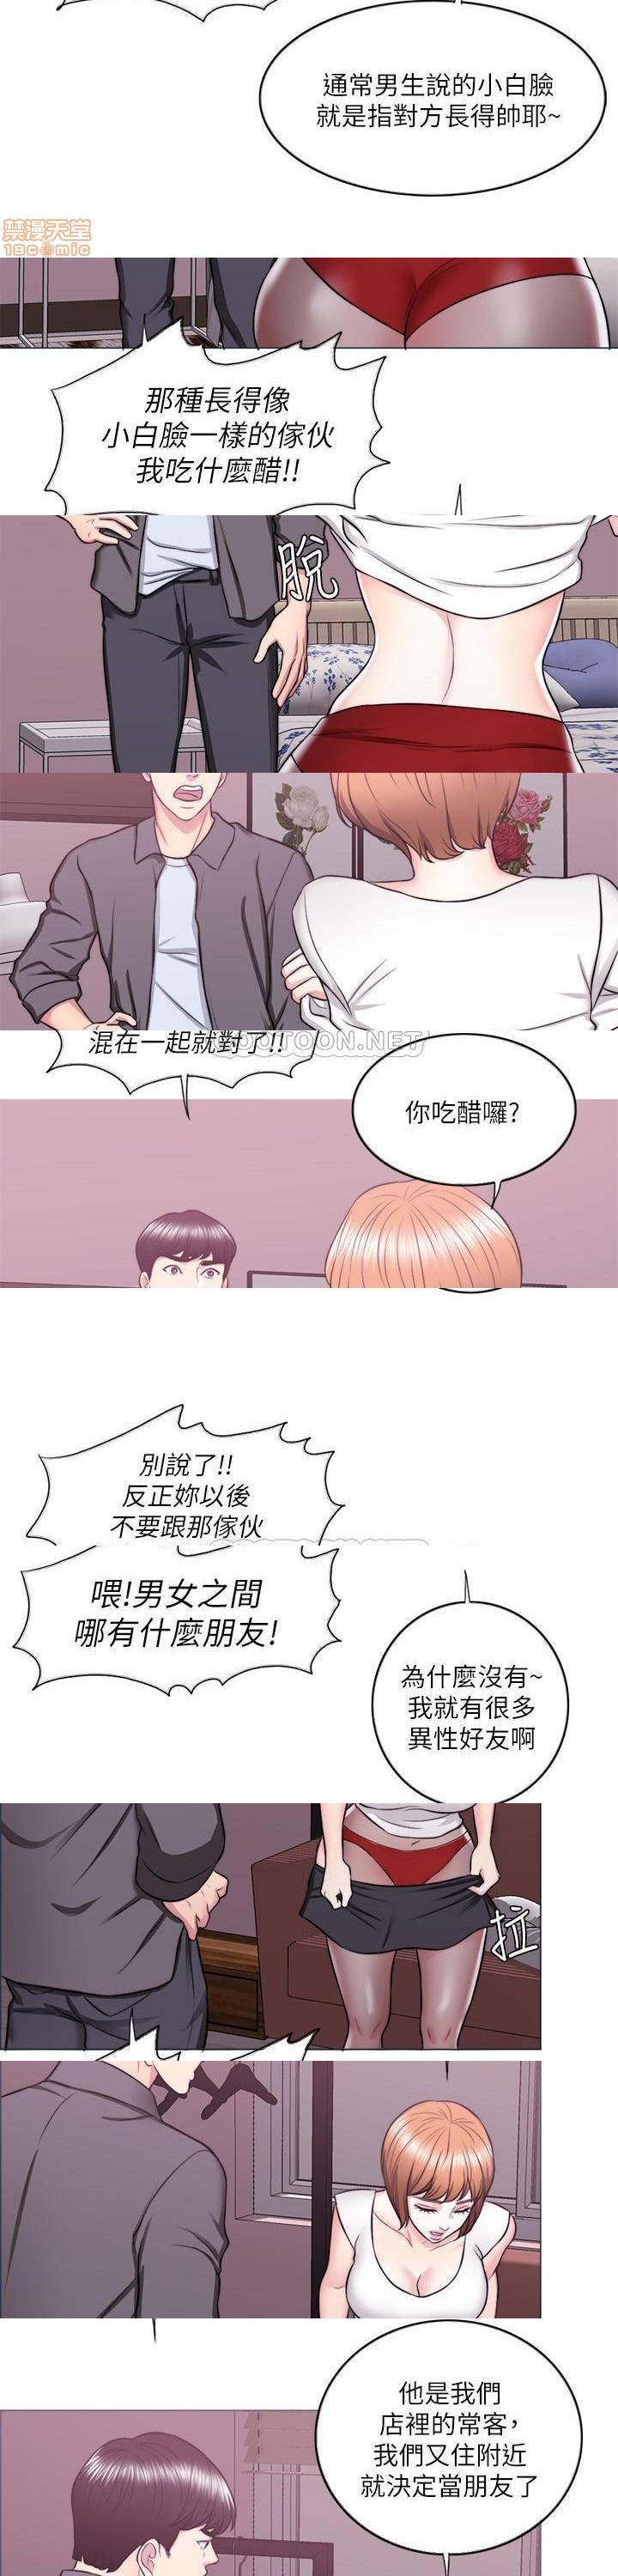 通常男生說的小白臉
就是指對方長得帥耶~
禁漫天堂
18comic
那種長得像
小白臉一樣的傢伙
我吃什麼醋!!
脫
混在一起就對了!!
TOON.NET
你吃醋囉?
別說了!!
反正妳以後
不要跟那傢伙
喂!男女之間
哪有什麼朋友!
為什麼沒有~
我就有很多
異性好友啊
拉
他是我們
店裡的常客,
我們又住附近
就決定當朋友了